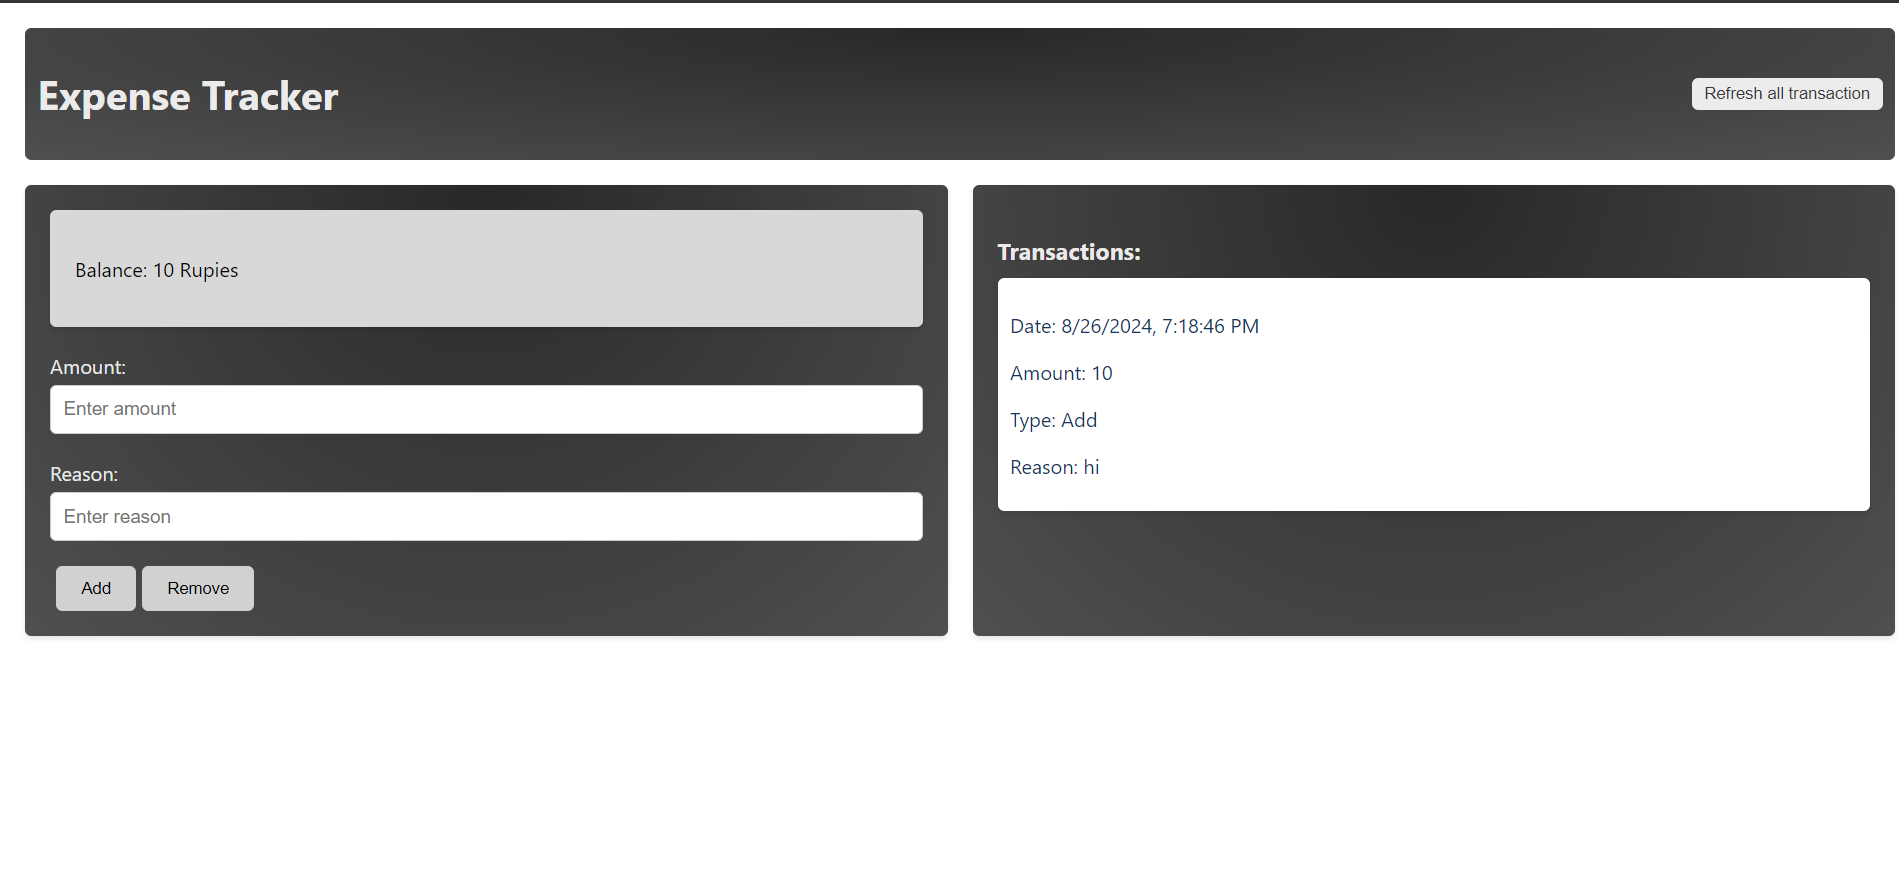 Expense Tracker
Refresh all transaction
Balance: 10 Rupies
Amount:
Enter amount
Reason:
Enter reason
Add
Remove
Transactions:
Date: 8/26/2024, 7:18:46 PM
Amount: 10
Type: Add
Reason: hi